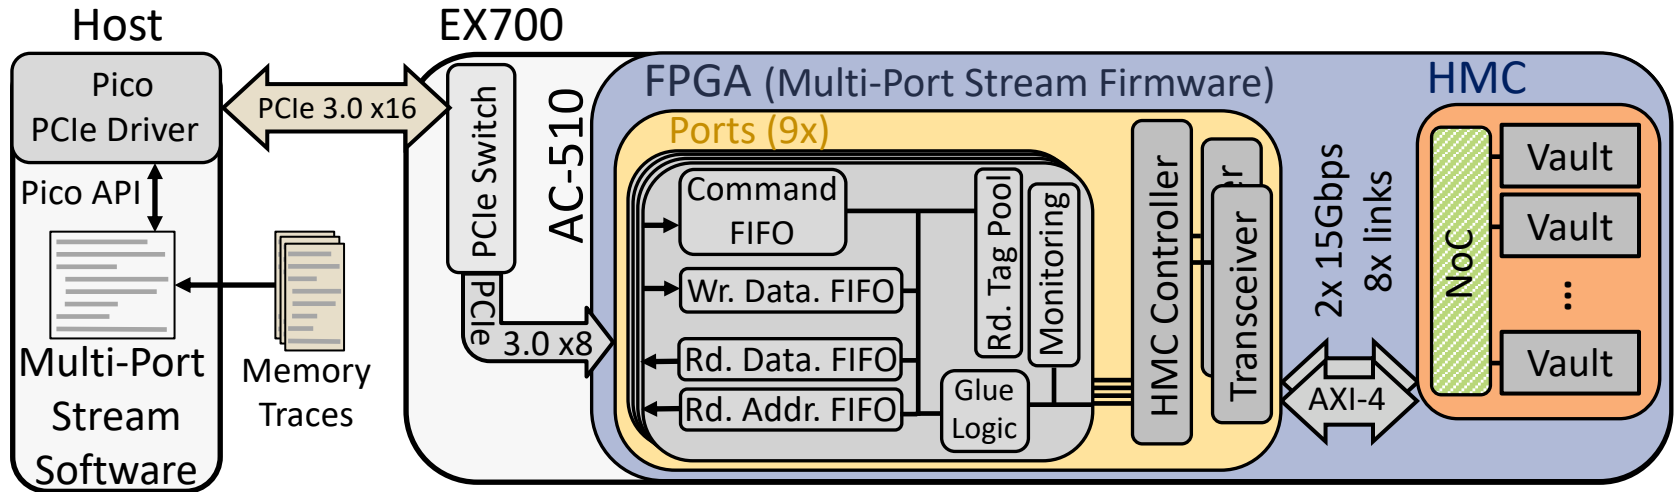 Host
Pico
PCIe Driver
Pico API
Multi-Port
Stream
Software
Memory
Traces
PCIe 3.0 x16
EX700
PCIe Switch
PCIe
3.0 x8
AC-510
FPGA (Multi-Port Stream Firmware)
Ports (9x)
Command
FIFO
Wr. Data. FIFO
Rd. Data. FIFO
Rd. Addr. FIFO
Rd. Tag Pool
Monitoring
Glue
Logic
HMC Controller
Transceiver
2x 15Gbps
8x links
AXI-4
HMC
NoC
Vault
Vault
...
Vault